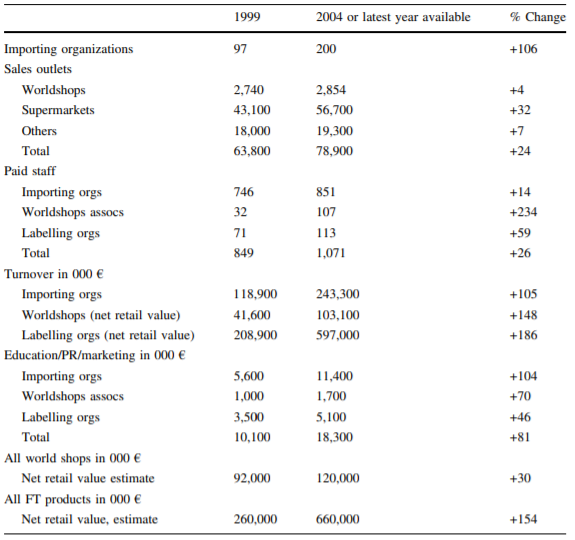 1999 2004 or latest year available % Change
Importing organizations 97 200 +106
Sales outlets
Worldshops 2,740 2,854 +4
Supermarkets 43,100 56,700 +32
Others 18,000 19,300 +7
Total 63,800 78,900 +24
Paid staff
Importing orgs 746 851 +14
Worldshops assocs 32 107 +234
Labelling orgs 71 113 +59
Total 849 1,071 +26
Turnover in 000 €
Importing orgs 118,900 243,300 +105
Worldshops (net retail value) 41,600 103,100 +148
Labelling orgs (net retail value) 208,900 597,000 +186
Education/PR/marketing in 000 €
Importing orgs 5,600 11,400 +104
Worldshops assocs 1,000 1,700 +70
Labelling orgs 3,500 5,100 +46
Total 10,100 18,300 +81
All world shops in 000 €
Net retail value estimate 92,000 120,000 +30
All FT products in 000 €
Net retail value, estimate 260,000 660,000 +154